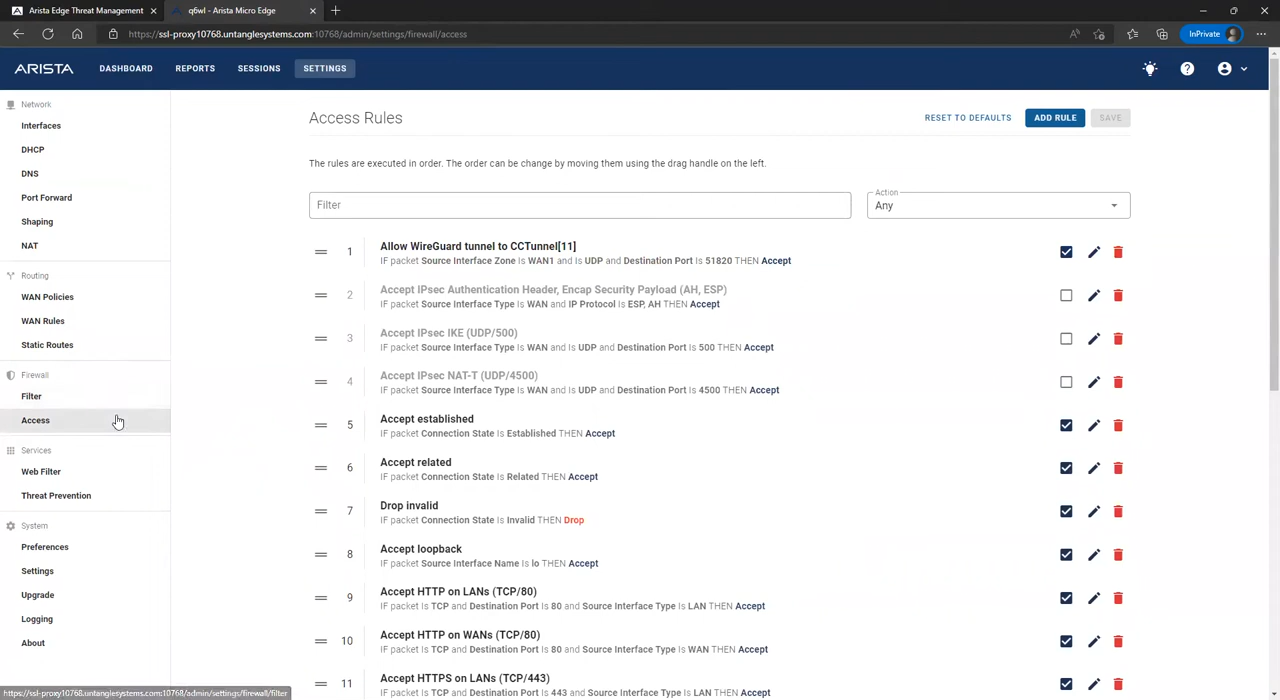 Arista Edge Threat Management
q6wl - Arista Micro Edge
https://ssl-proxy10768.untanglesystems.com:10768/admin/settings/firewall/access
InPrivate
ARISTA
DASHBOARD
REPORTS
SESSIONS
SETTINGS
Network
Interfaces
DHCP
DNS
Port Forward
Shaping
NAT
Routing
WAN Policies
WAN Rules
Static Routes
Firewall
Filter
Access
Services
Web Filter
Threat Prevention
System
Preferences
Settings
Upgrade
Logging
About
Access Rules
RESET TO DEFAULTS
ADD RULE
SAVE
The rules are executed in order. The order can be change by moving them using the drag handle on the left.
Filter
Action
Any
1
Allow WireGuard tunnel to CCTunnel[11]
IF packet Source Interface Zone Is WAN1 and Is UDP and Destination Port Is 51820 THEN Accept
2
Accept IPsec Authentication Header, Encap Security Payload (AH, ESP)
IF packet Source Interface Type Is WAN and IP Protocol Is ESP, AH THEN Accept
3
Accept IPsec IKE (UDP/500)
IF packet Source Interface Type Is WAN and Is UDP and Destination Port Is 500 THEN Accept
4
Accept IPsec NAT-T (UDP/4500)
IF packet Source Interface Type Is WAN and Is UDP and Destination Port Is 4500 THEN Accept
5
Accept established
IF packet Connection State Is Established THEN Accept
6
Accept related
IF packet Connection State Is Related THEN Accept
7
Drop invalid
IF packet Connection State Is Invalid THEN Drop
8
Accept loopback
IF packet Source Interface Name Is lo THEN Accept
9
Accept HTTP on LANs (TCP/80)
IF packet Is TCP and Destination Port Is 80 and Source Interface Type Is LAN THEN Accept
10
Accept HTTP on WANs (TCP/80)
IF packet Is TCP and Destination Port Is 80 and Source Interface Type Is WAN THEN Accept
11
Accept HTTPS on LANs (TCP/443)
IF packet Is TCP and Destination Port Is 443 and Source Interface Type Is LAN THEN Accept
https://ssl-proxy10768.untanglesystems.com:10768/admin/settings/firewall/filter